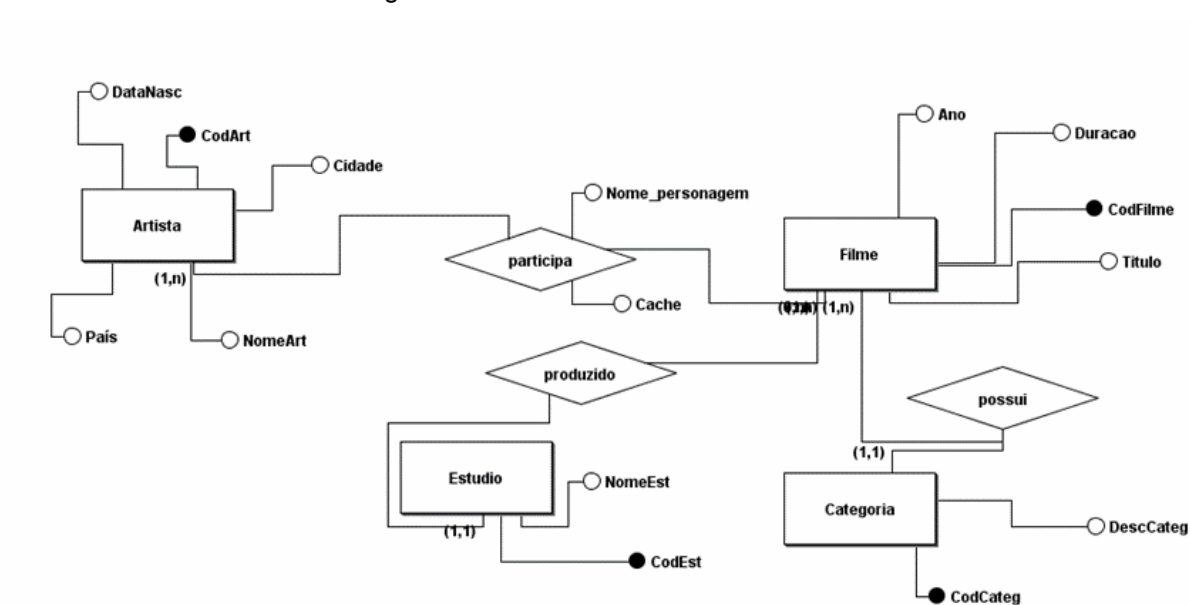 DataNasc
CodArt
Cidade
Artista
(1,n)
País
NomeArt
Nome_personagem
participa
Cache
Ano
Duracao
CodFilme
Filme
Titulo
(1,n)
produzido
possui
(1,1)
Estudio
NomeEst
(1,1)
CodEst
Categoria
DescCateg
CodCateg